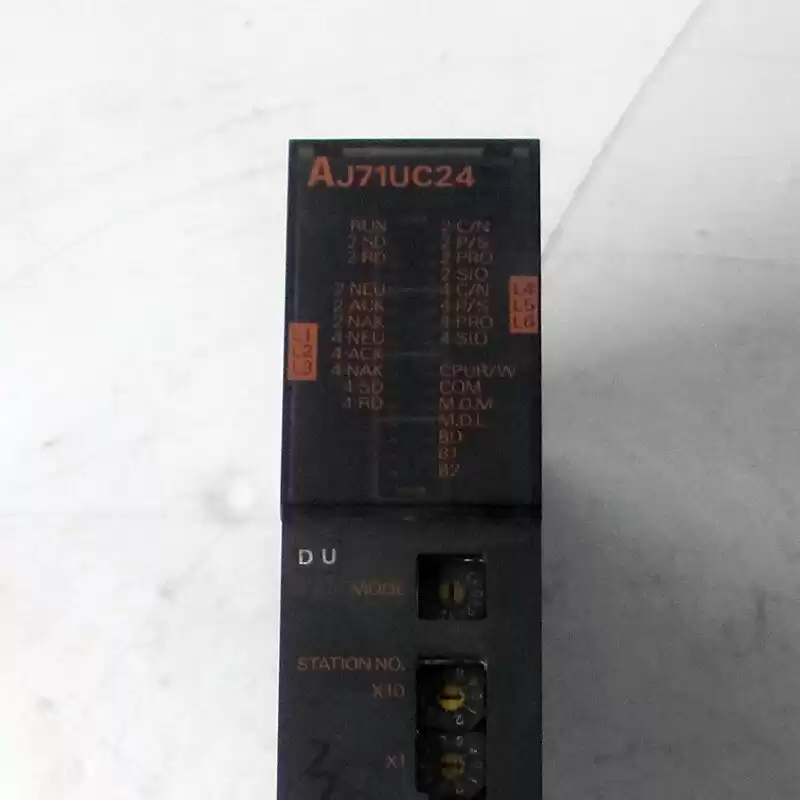 AJ71UC24
RUN 2 C/N
2 SD 2 P/S
2 RD 2 PRO
2 SIO
2 NEU 4 C/N L4
2 ACK 4 P/S L5
2 NAK 4 PRO L6
L1 4 NEU 4 SIO
L2 4 ACK
L3 4 NAK CPUR/W
4 SD COM
4 RD M.D.M
M.D.L
B0
B1
B2
DU
MODE
STATION NO.
X10
X1